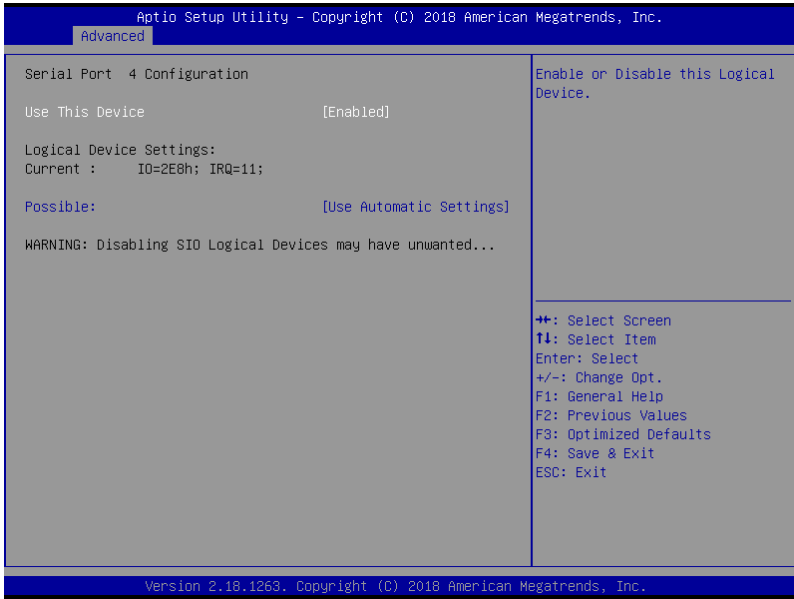 Aptio Setup Utility – Copyright (C) 2018 American Megatrends, Inc.
Advanced
Serial Port  4 Configuration
Use This Device [Enabled]
Logical Device Settings:
Current :  IO=2E8h; IRQ=11;
Possible: [Use Automatic Settings]
WARNING: Disabling SIO Logical Devices may have unwanted...
Enable or Disable this Logical
Device.
→←: Select Screen
↑↓: Select Item
Enter: Select
+/-: Change Opt.
F1: General Help
F2: Previous Values
F3: Optimized Defaults
F4: Save & Exit
ESC: Exit
Version 2.18.1263. Copyright (C) 2018 American Megatrends, Inc.